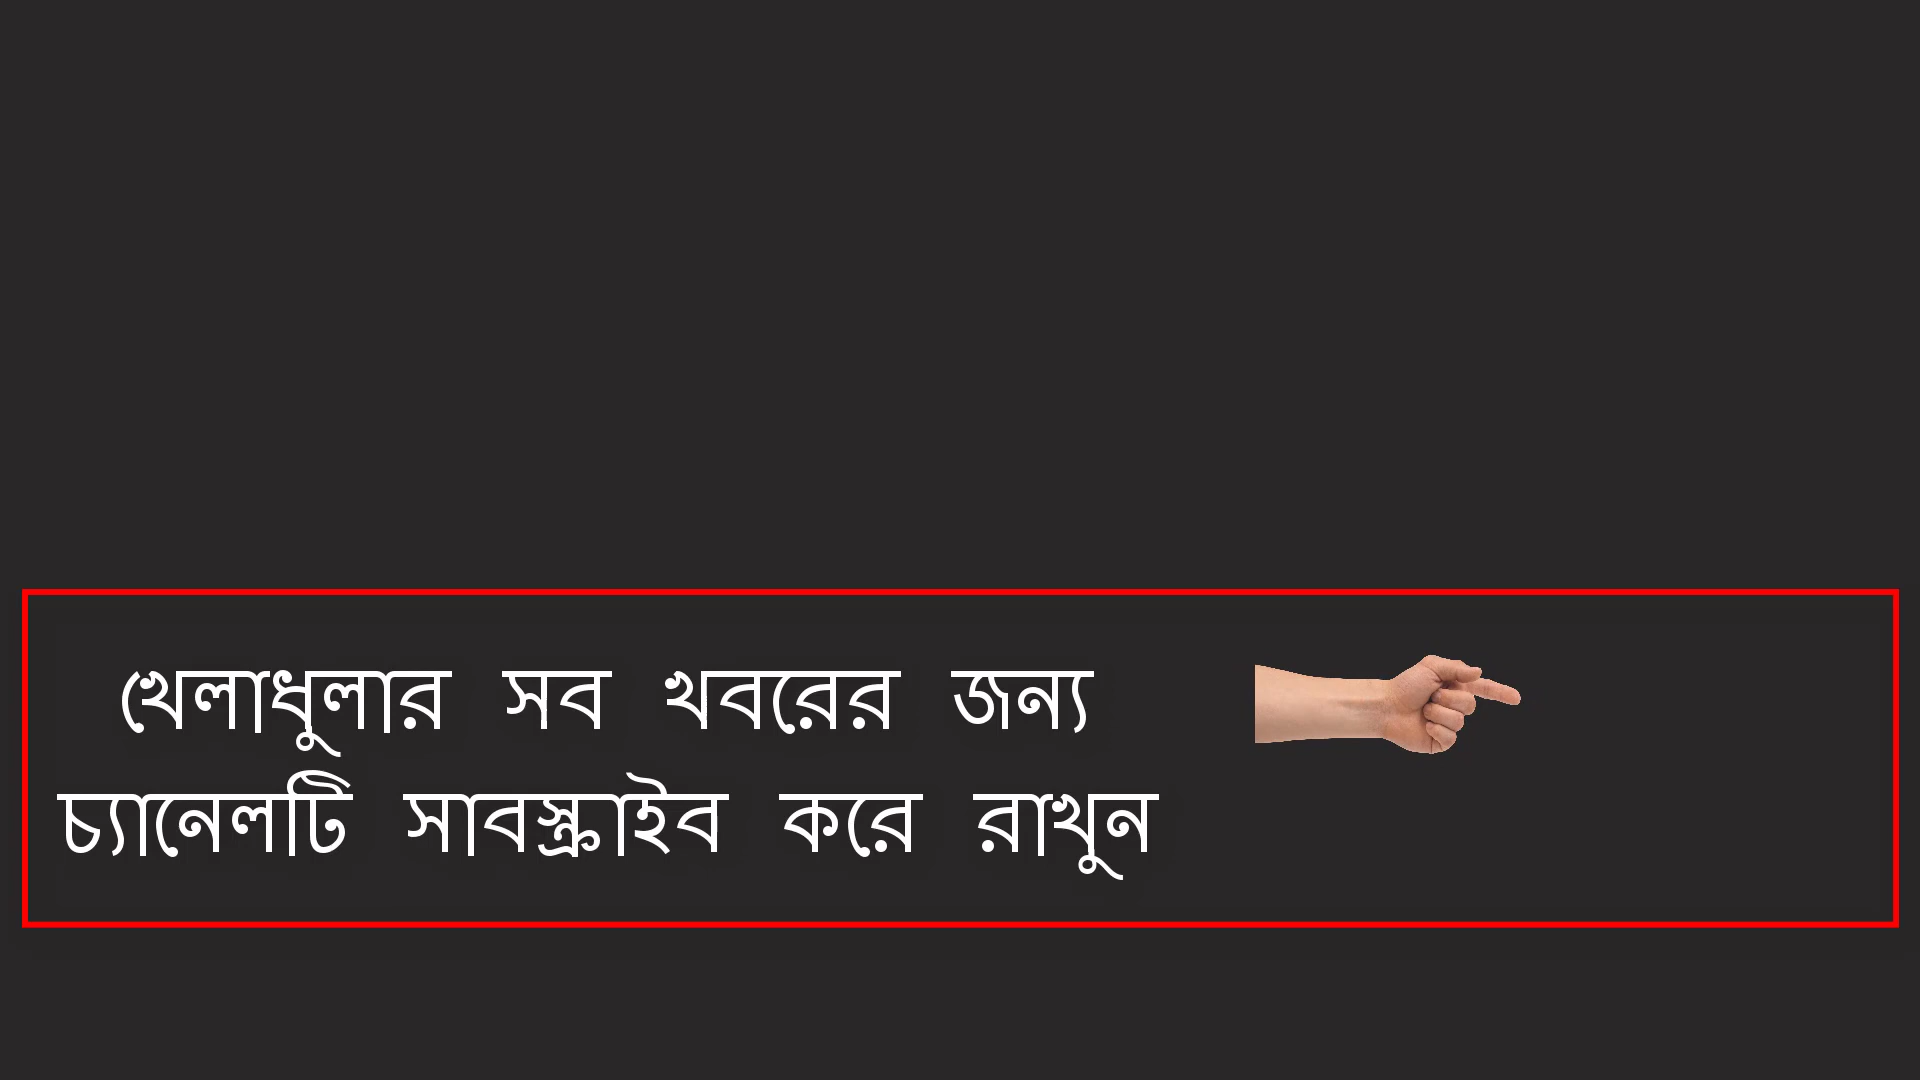 খেলাধুলার সব খবরের জন্য
চ্যানেলটি সাবস্ক্রাইব করে রাখুন